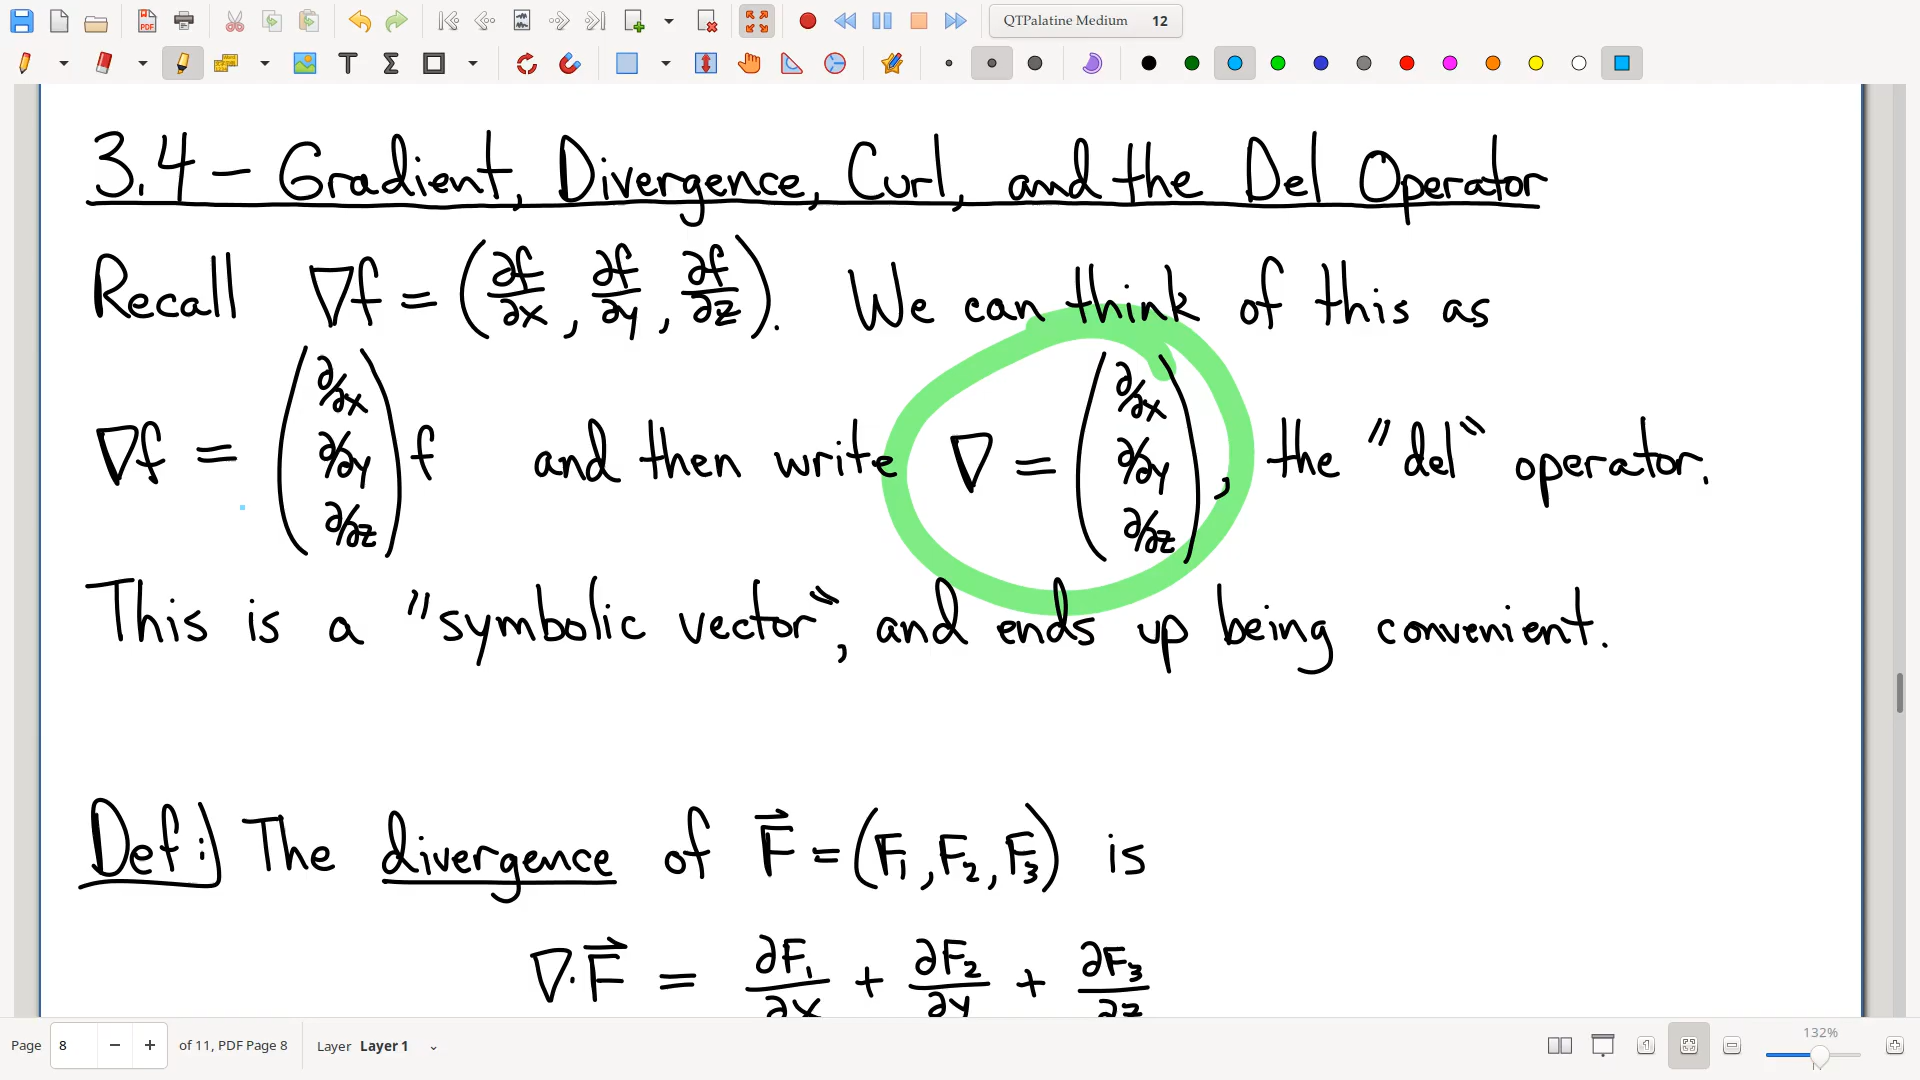 QTPalatine Medium 12
3.4 – Gradient, Divergence, Curl, and the Del Operator
Recall ∇f = (∂f/∂x, ∂f/∂y, ∂f/∂z). We can think of this as
∇f = (∂/∂x ∂/∂y ∂/∂z) f and then write ∇ = (∂/∂x ∂/∂y ∂/∂z), the "del" operator.
This is a "symbolic vector", and ends up being convenient.
Def: The divergence of F⃗ = (F₁, F₂, F₃) is
∇·F⃗ = ∂F₁/∂x + ∂F₂/∂y + ∂F₃/∂z
Page 8 of 11, PDF Page 8 Layer Layer 1 132%